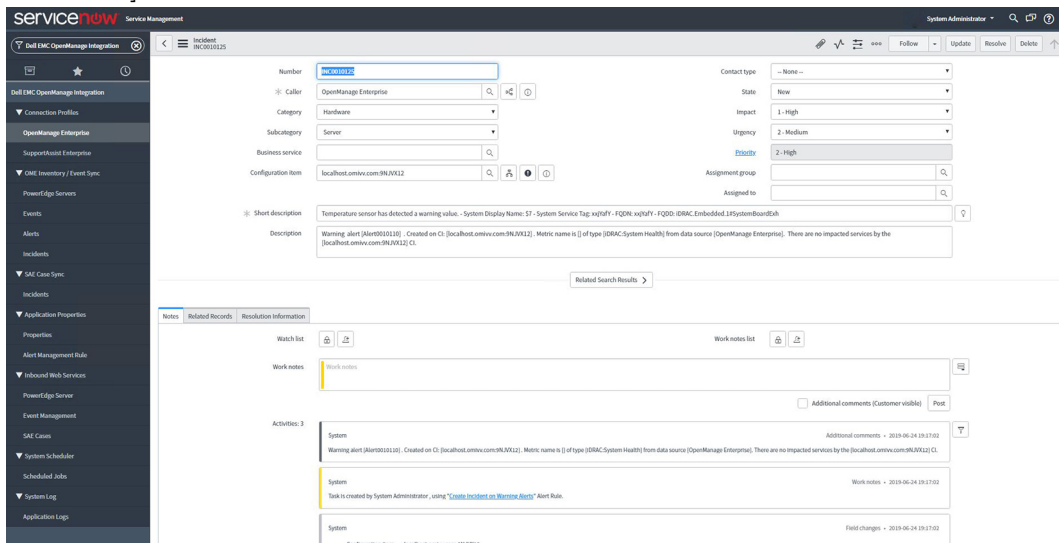 servicenow Service Management
System Administrator
Dell EMC OpenManage Integration
Incident
INC0010125
Follow
Update
Resolve
Delete
Dell EMC OpenManage Integration
Connection Profiles
OpenManage Enterprise
SupportAssist Enterprise
OME Inventory / Event Sync
PowerEdge Servers
Events
Alerts
Incidents
SAE Case Sync
Incidents
Application Properties
Properties
Alert Management Rule
Inbound Web Services
PowerEdge Server
Event Management
SAE Cases
System Scheduler
Scheduled Jobs
System Log
Application Logs
Number INC0010125
Caller OpenManage Enterprise
Category Hardware
Subcategory Server
Business service
Configuration item localhost.omivv.com:9NJVX12
Contact type -- None --
State New
Impact 1 - High
Urgency 2 - Medium
Priority 2 - High
Assignment group
Assigned to
Short description Temperature sensor has detected a warning value. - System Display Name: S7 - System Service Tag: xxjYafY - FQDN: xxjYafY - FQDD: iDRAC.Embedded.1#SystemBoardExh
Description Warning alert [Alert0010110] . Created on CI: [localhost.omivv.com:9NJVX12] . Metric name is [] of type [iDRAC:System Health] from data source [OpenManage Enterprise]. There are no impacted services by the
[localhost.omivv.com:9NJVX12] CI.
Related Search Results
Notes Related Records Resolution Information
Watch list
Work notes list
Work notes Work notes
Additional comments (Customer visible) Post
Activities: 3
System Additional comments • 2019-06-24 19:17:02
Warning alert [Alert0010110] . Created on CI: [localhost.omivv.com:9NJVX12] . Metric name is [] of type [iDRAC:System Health] from data source [OpenManage Enterprise]. There are no impacted services by the [localhost.omivv.com:9NJVX12] CI.
System Work notes • 2019-06-24 19:17:02
Task is created by System Administrator , using "Create Incident on Warning Alerts" Alert Rule.
System Field changes • 2019-06-24 19:17:02